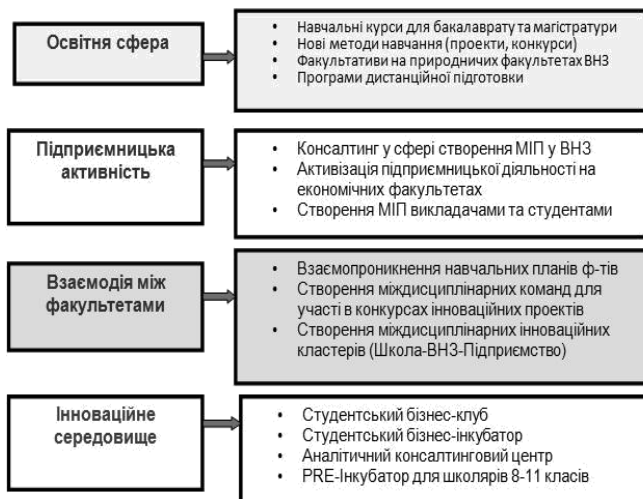 Освітня сфера
• Навчальні курси для бакалаврату та магістратури
• Нові методи навчання (проекти, конкурси)
• Факультативи на природничих факультетах ВНЗ
• Програми дистанційної підготовки
Підприємницька
активність
• Консалтинг у сфері створення МІП у ВНЗ
• Активізація підприємницької діяльності на
економічних факультетах
• Створення МІП викладачами та студентами
Взаємодія між
факультетами
• Взаємопроникнення навчальних планів ф-тів
• Створення міждисциплінарних команд для
участі в конкурсах інноваційних проектів
• Створення міждисциплінарних інноваційних
кластерів (Школа-ВНЗ-Підприємство)
Інноваційне
середовище
• Студентський бізнес-клуб
• Студентський бізнес-інкубатор
• Аналітичний консалтинговий центр
• PRE-Інкубатор для школярів 8-11 класів